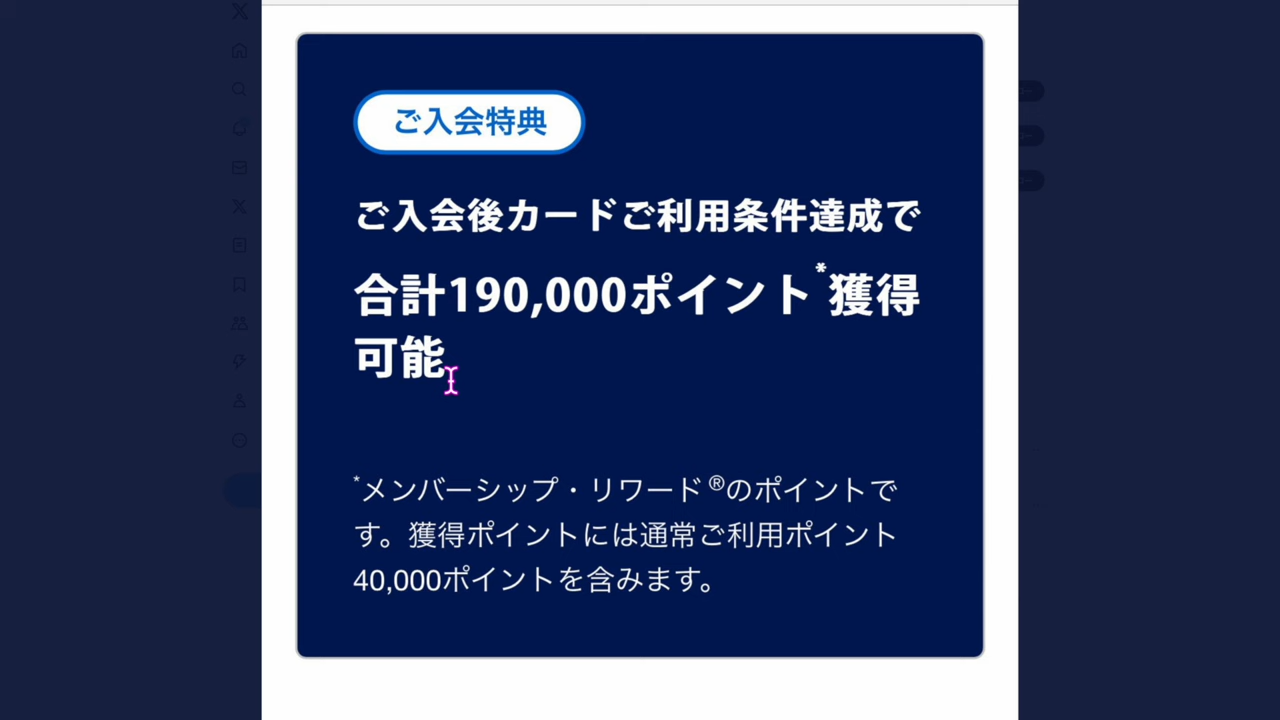 ご入会特典
ご入会後カードご利用条件達成で
合計190,000ポイント*獲得
可能
*メンバーシップ・リワード®のポイントで
す。獲得ポイントには通常ご利用ポイント
40,000ポイントを含みます。